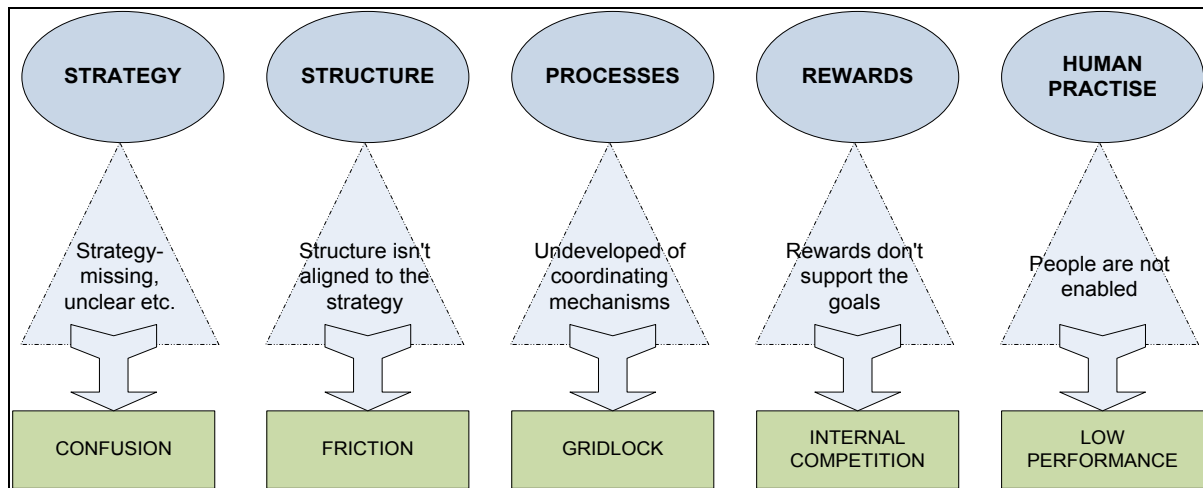 STRATEGY
STRUCTURE
PROCESSES
REWARDS
HUMAN
PRACTISE
Strategy-
missing,
unclear etc.
Structure isn't
aligned to the
strategy
Undeveloped of
coordinating
mechanisms
Rewards don't
support the
goals
People are not
enabled
CONFUSION
FRICTION
GRIDLOCK
INTERNAL
COMPETITION
LOW
PERFORMANCE